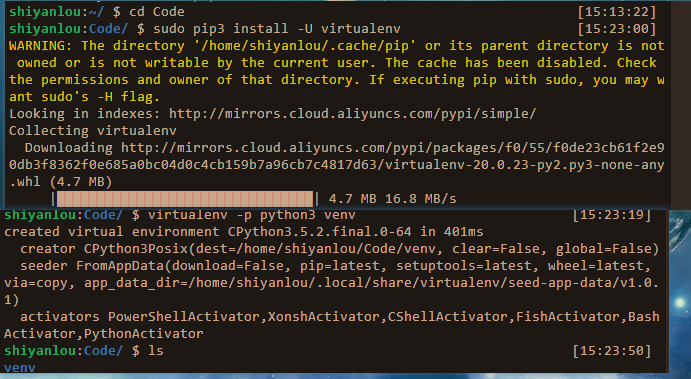 shiyanlou:~/ $ cd Code [15:13:22]
shiyanlou:Code/ $ sudo pip3 install -U virtualenv [15:23:00]
WARNING: The directory '/home/shiyanlou/.cache/pip' or its parent directory is not
 owned or is not writable by the current user. The cache has been disabled. Check
the permissions and owner of that directory. If executing pip with sudo, you may w
ant sudo's -H flag.
Looking in indexes: http://mirrors.cloud.aliyuncs.com/pypi/simple/
Collecting virtualenv
  Downloading http://mirrors.cloud.aliyuncs.com/pypi/packages/f0/55/f0de23cb61f2e9
0db3f8362f0e685a0bc04d0c4cb159b7a96cb7c4817d63/virtualenv-20.0.23-py2.py3-none-any
.whl (4.7 MB)
| | 4.7 MB 16.8 MB/s
shiyanlou:Code/ $ virtualenv -p python3 venv [15:23:19]
created virtual environment CPython3.5.2.final.0-64 in 401ms
  creator CPython3Posix(dest=/home/shiyanlou/Code/venv, clear=False, global=False)
  seeder FromAppData(download=False, pip=latest, setuptools=latest, wheel=latest,
via=copy, app_data_dir=/home/shiyanlou/.local/share/virtualenv/seed-app-data/v1.0.
1)
  activators PowerShellActivator,XonshActivator,CShellActivator,FishActivator,Bash
Activator,PythonActivator
shiyanlou:Code/ $ ls [15:23:50]
venv